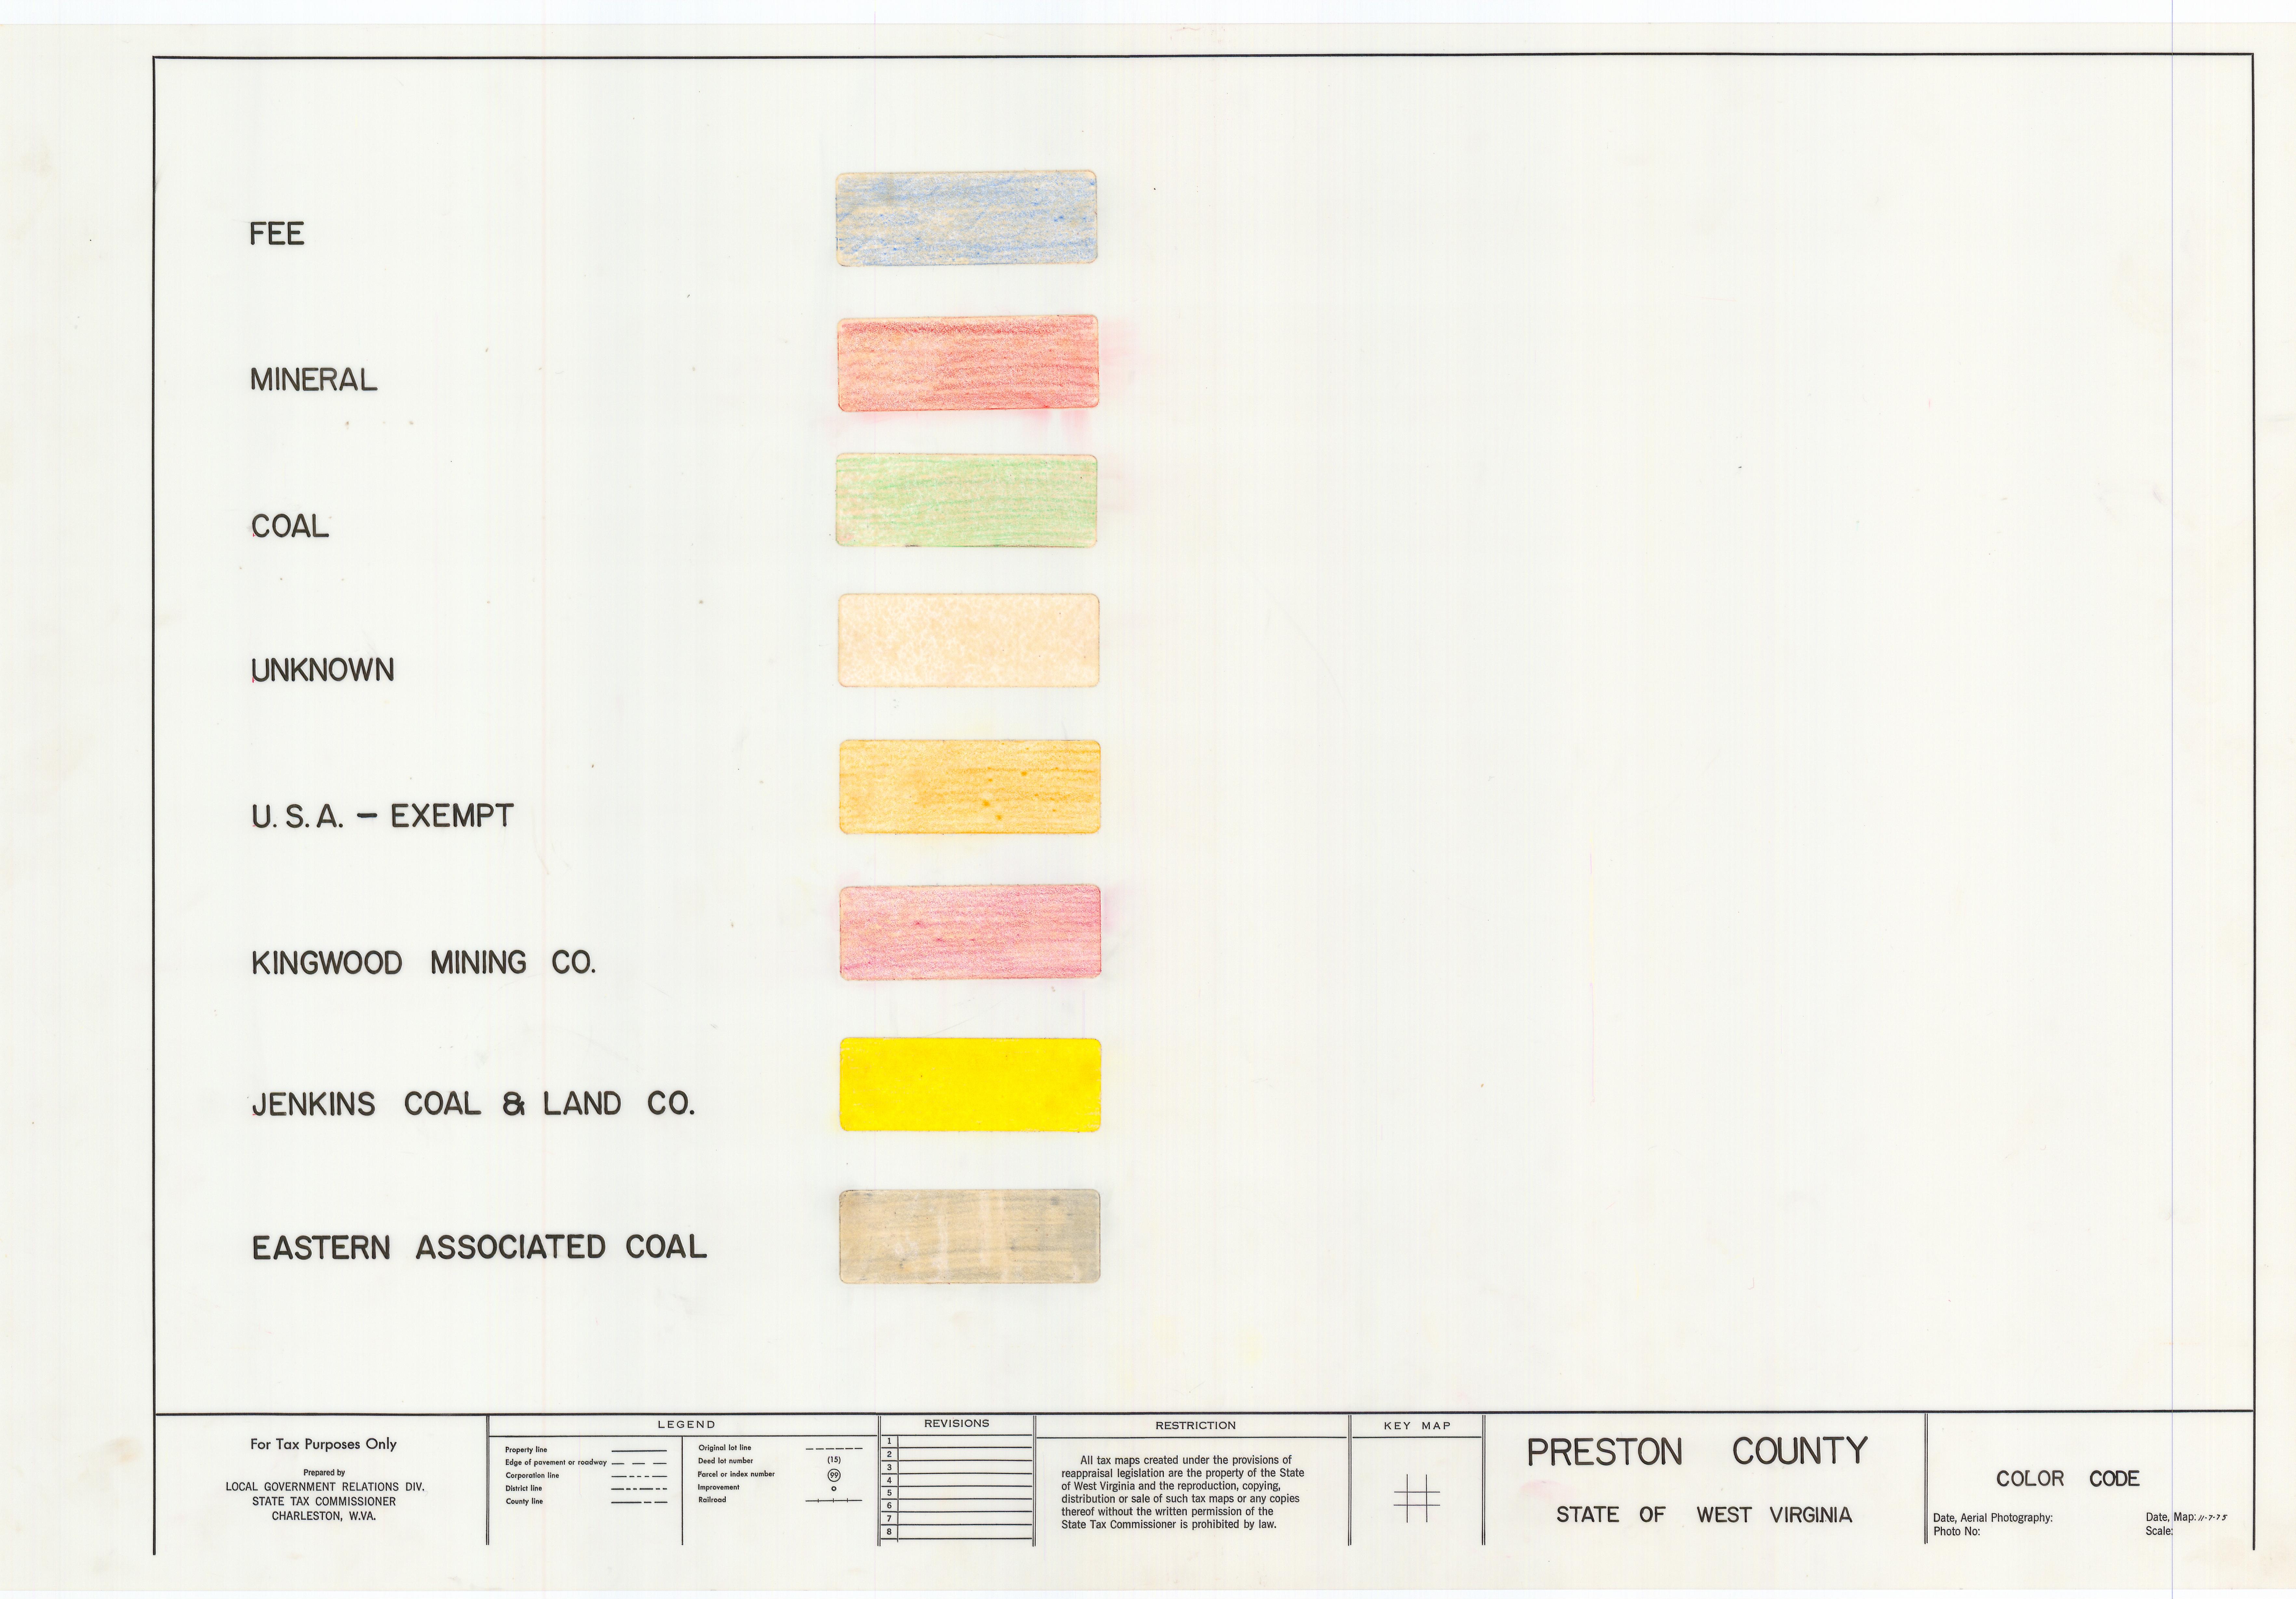 FEE
MINERAL
COAL
UNKNOWN
U. S. A. — EXEMPT
KINGWOOD MINING CO.
JENKINS COAL & LAND CO.
EASTERN ASSOCIATED COAL
For Tax Purposes Only
Prepared by
LOCAL GOVERNMENT RELATIONS DIV.
STATE TAX COMMISSIONER
CHARLESTON, W.VA.
LEGEND
Property line
Edge of pavement or roadway
Corporation line
District line
County line
Original lot line
Deed lot number (15)
Parcel or index number 99
Improvement
Railroad
REVISIONS
1
2
3
4
5
6
7
8
RESTRICTION
All tax maps created under the provisions of
reappraisal legislation are the property of the State
of West Virginia and the reproduction, copying,
distribution or sale of such tax maps or any copies
thereof without the written permission of the
State Tax Commissioner is prohibited by law.
KEY MAP
PRESTON COUNTY
STATE OF WEST VIRGINIA
COLOR CODE
Date, Aerial Photography:
Photo No:
Date, Map: 11-7-75
Scale: